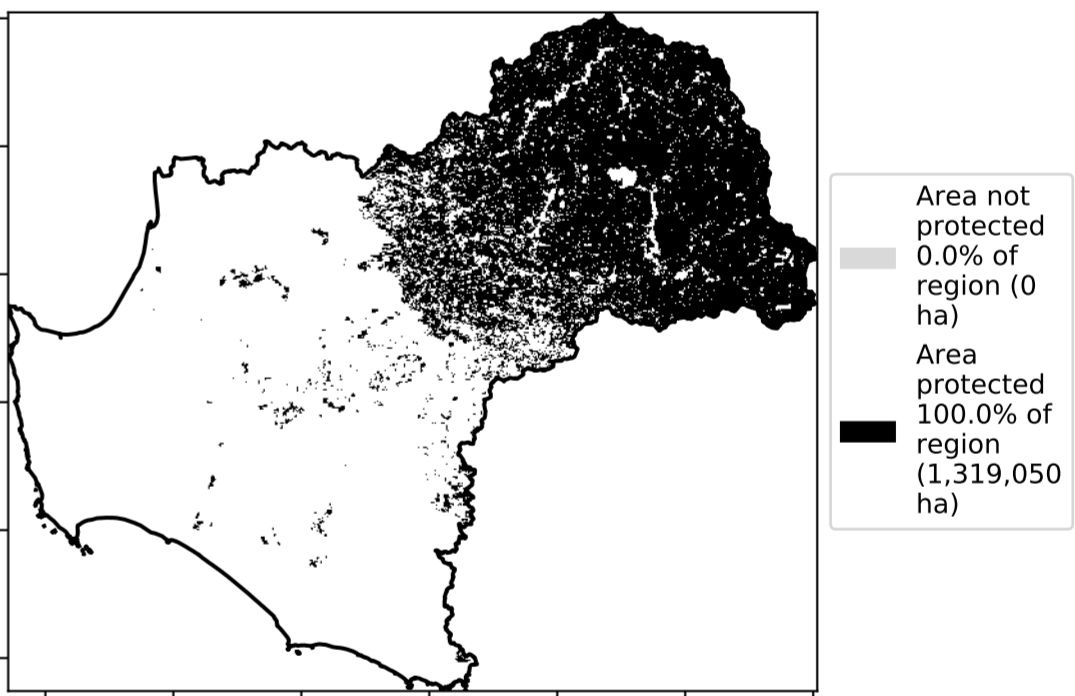 Area not
protected
0.0% of
region (0
ha)
Area
protected
100.0% of
region
(1,319,050
ha)